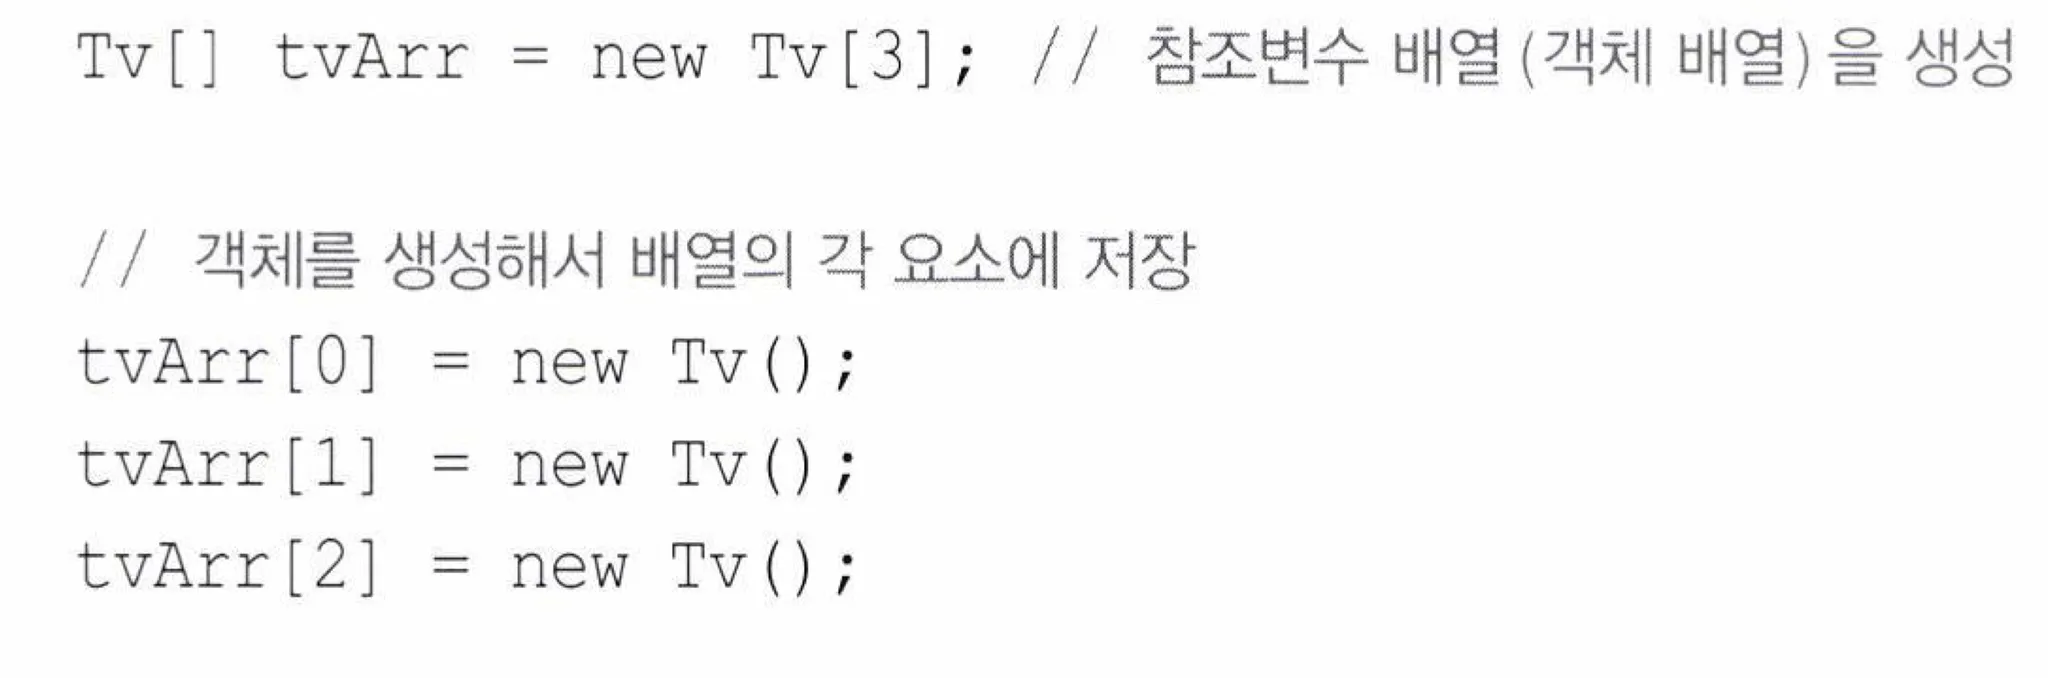 Tv[] tvArr = new Tv[3]; // 참조변수 배열(객체 배열)을 생성
// 객체를 생성해서 배열의 각 요소에 저장
tvArr[0] = new Tv();
tvArr[1] = new Tv();
tvArr[2] = new Tv();